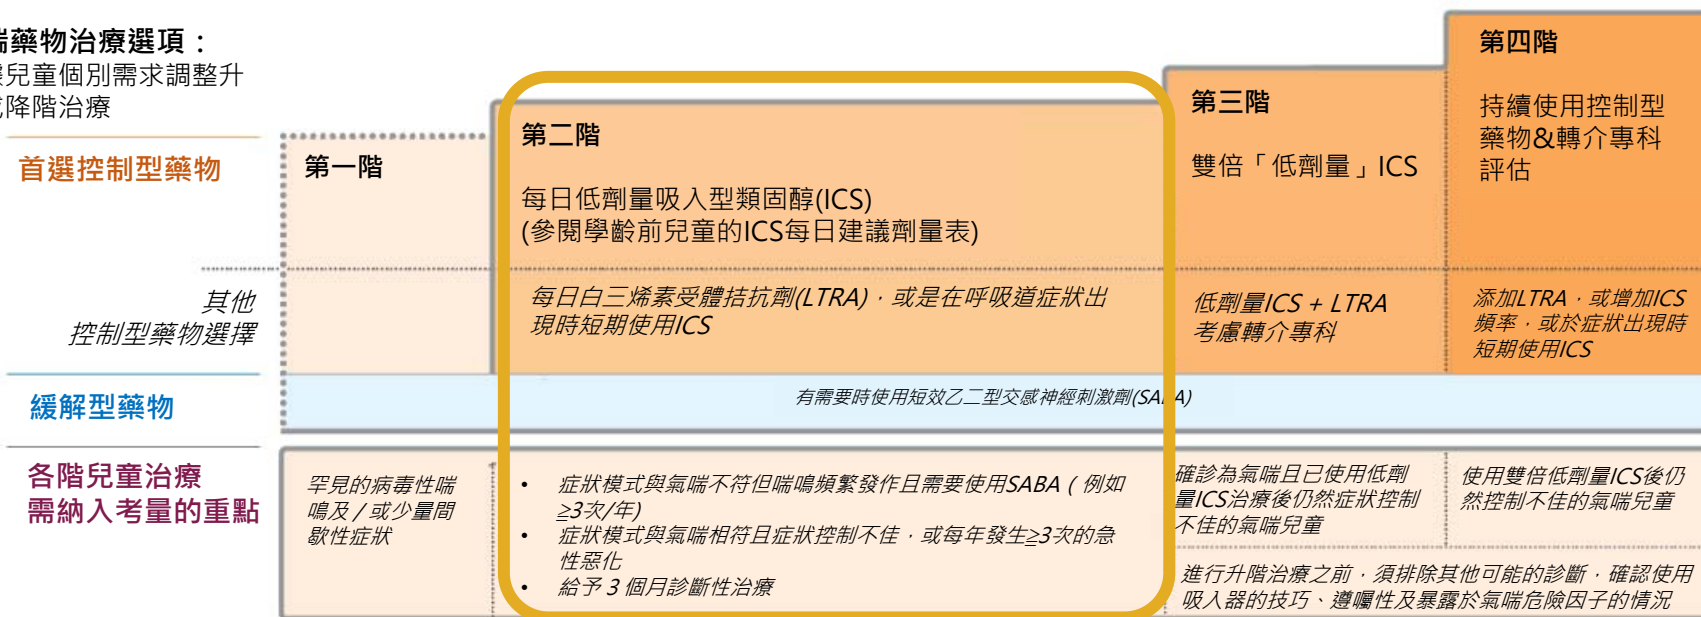 喘藥物治療選項：
兒童個別需求調整升
降階治療
首選控制型藥物
其他
控制型藥物選擇
緩解型藥物
各階兒童治療
需納入考量的重點
第一階
第二階
每日低劑量吸入型類固醇(ICS)
(參閱學齡前兒童的ICS每日建議劑量表)
第三階
雙倍「低劑量」ICS
第四階
持續使用控制型
藥物&轉介專科
評估
每日白三烯素受體拮抗劑(LTRA)，或是在呼吸道症狀出
現時短期使用ICS
低劑量ICS + LTRA
考慮轉介專科
添加LTRA，或增加ICS
頻率，或於症狀出現時
短期使用ICS
有需要時使用短效乙二型交感神經刺激劑(SABA)
罕見的病毒性喘
鳴及 / 或少量間
歇性症狀
• 症狀模式與氣喘不符但喘鳴頻繁發作且需要使用SABA ( 例如
≥3次/年)
• 症狀模式與氣喘相符且症狀控制不佳，或每年發生≥3次的急
性惡化
• 給予 3 個月診斷性治療
確診為氣喘且已使用低劑
量ICS治療後仍然症狀控制
不佳的氣喘兒童
使用雙倍低劑量ICS後仍
然控制不佳的氣喘兒童
進行升階治療之前，須排除其他可能的診斷，確認使用
吸入器的技巧、遵囑性及暴露於氣喘危險因子的情況